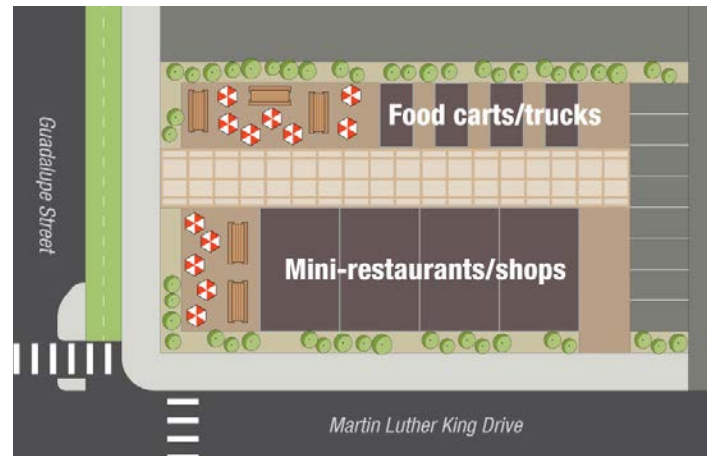 Guadalupe Street
Food carts/trucks
Mini-restaurants/shops
Martin Luther King Drive